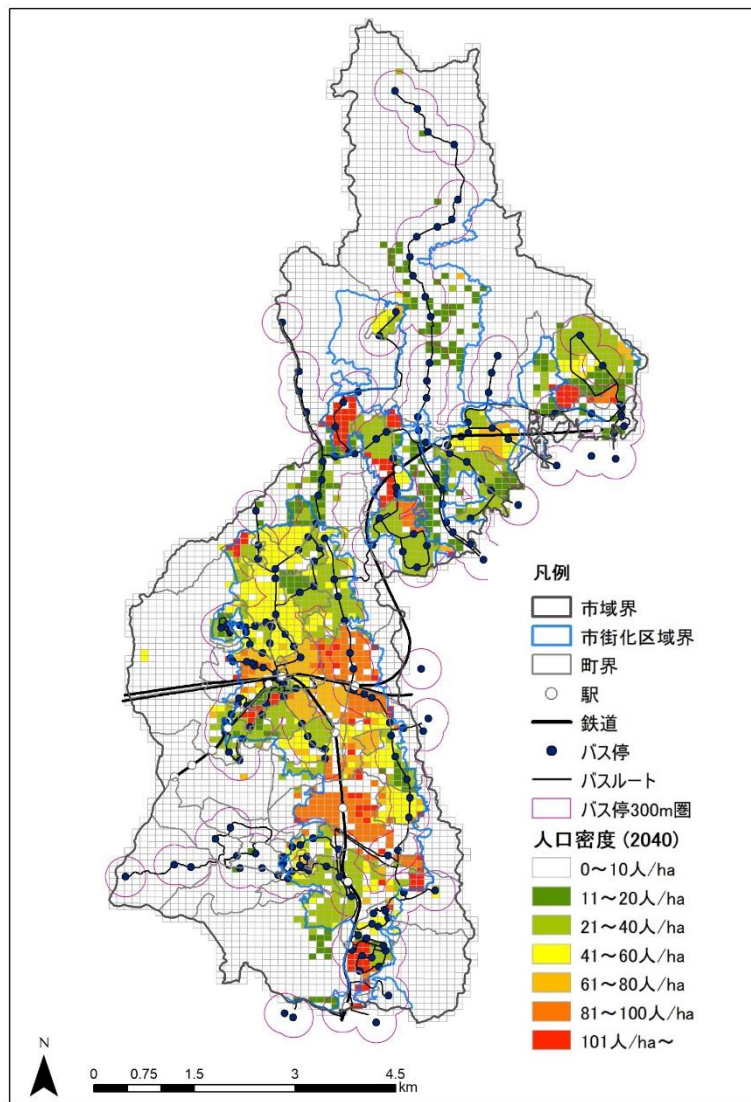 凡例
市域界
市街化区域界
町界
駅
鉄道
バス停
バスルート
バス停300m圏
人口密度 (2040)
0～10人/ha
11～20人/ha
21～40人/ha
41～60人/ha
61～80人/ha
81～100人/ha
101人/ha～
N
0 0.75 1.5 3 4.5
km